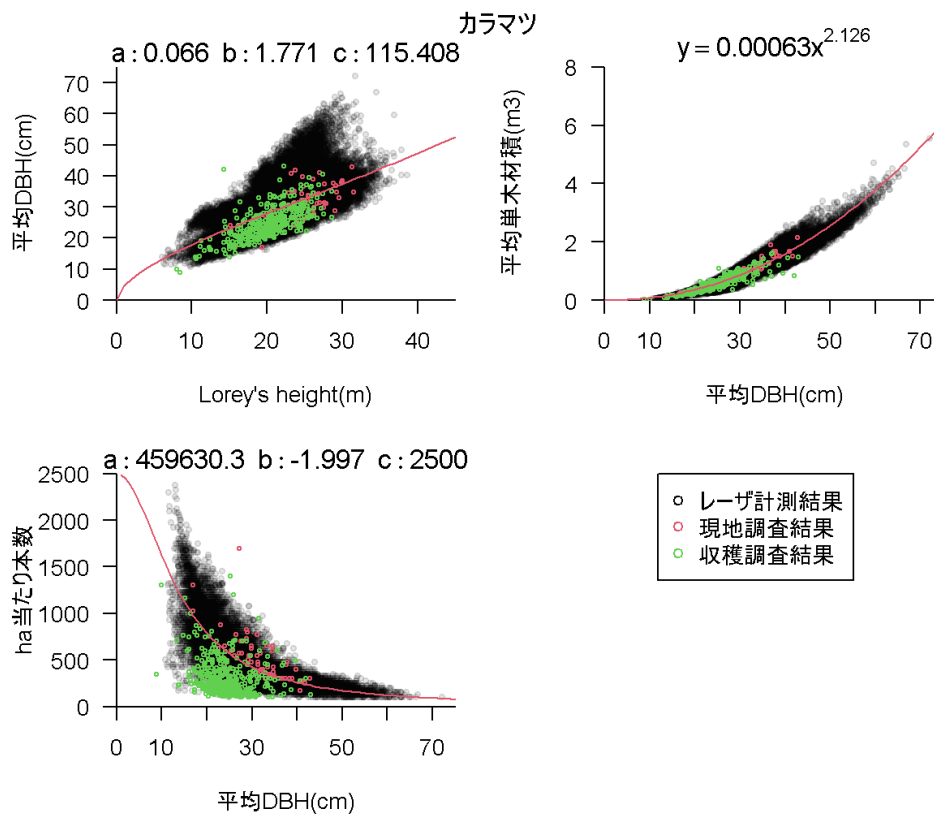 カラマツ
a : 0.066 b : 1.771 c : 115.408
平均DBH(cm)
70
60
50
40
30
20
10
0
0 10 20 30 40
Lorey's height(m)
y = 0.00063x^2.126
平均単木材積(m3)
8
6
4
2
0
0 10 30 50 70
平均DBH(cm)
a : 459630.3 b : -1.997 c : 2500
ha当たり本数
2500
2000
1500
1000
500
0
0 10 30 50 70
平均DBH(cm)
レーザ計測結果
現地調査結果
収穫調査結果